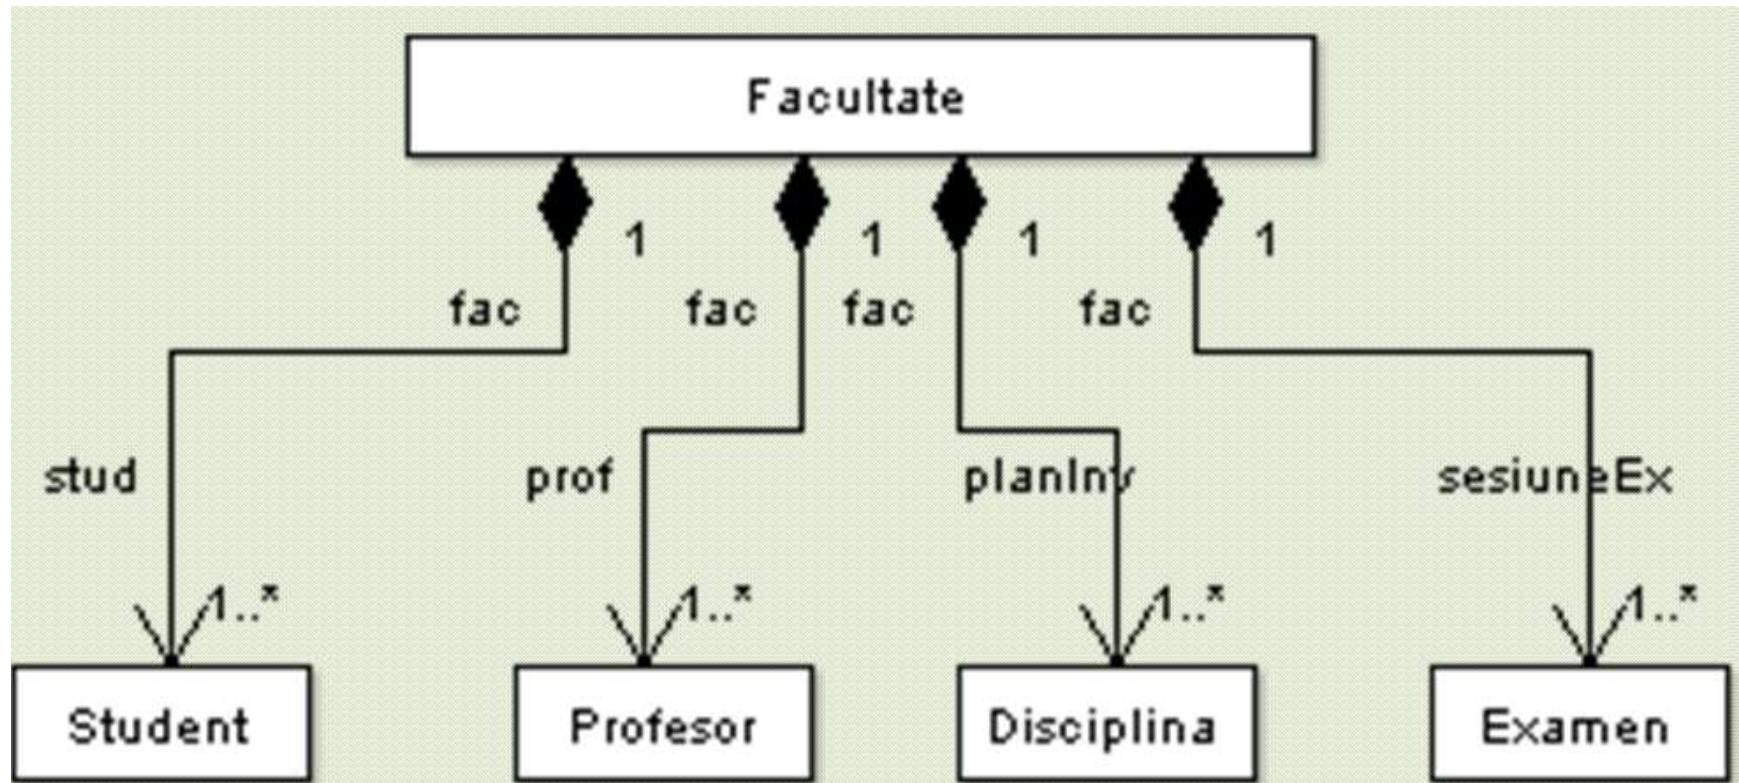 Facultate
1 1 1 1
fac fac fac fac
stud prof planInv sesiuneEx
1..* 1..* 1..* 1..*
Student Profesor Disciplina Examen